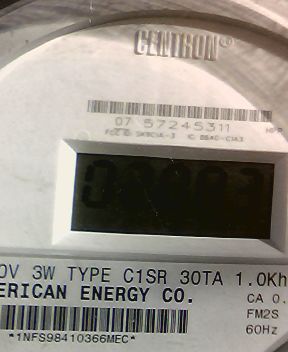 CENTRON®
07 57245311
0V 3W TYPE C1SR 30TA 1.0Kh
ERICAN ENERGY CO.
CA 0.
FM2S
60Hz
*1NFS98410366MEC*